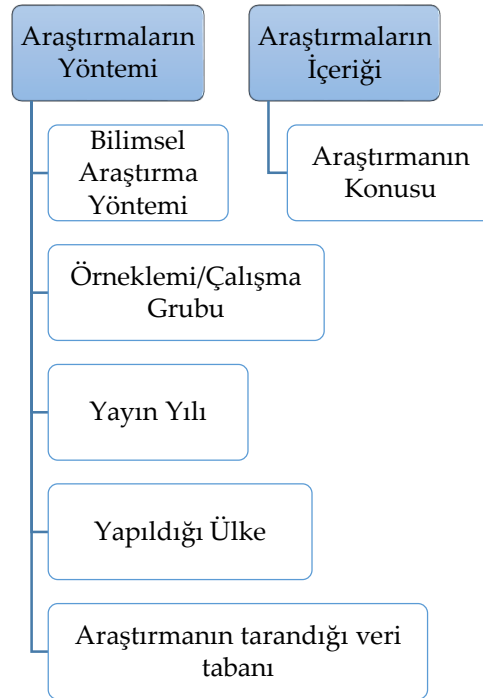 Araştırmaların
Yöntemi
Bilimsel
Araştırma
Yöntemi
Örneklemi/Çalışma
Grubu
Yayın Yılı
Yapıldığı Ülke
Araştırmanın tarandığı veri
tabanı
Araştırmaların
İçeriği
Araştırmanın
Konusu